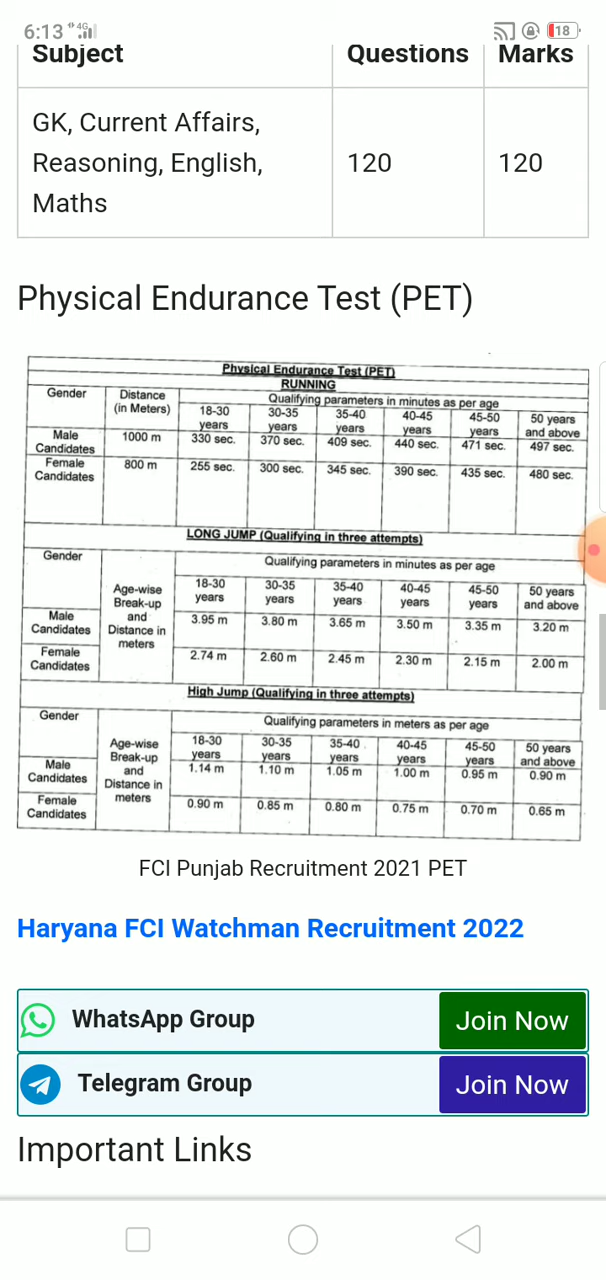 6:13 4G 18
Subject Questions Marks
GK, Current Affairs,
Reasoning, English, 120 120
Maths
Physical Endurance Test (PET)
Physical Endurance Test (PET)
RUNNING
Gender Distance (in Meters) Qualifying parameters in minutes as per age
18-30 years 30-35 years 35-40 years 40-45 years 45-50 years 50 years and above
Male Candidates 1000 m 330 sec. 370 sec. 409 sec. 440 sec. 471 sec. 497 sec.
Female Candidates 800 m 255 sec. 300 sec. 345 sec. 390 sec. 435 sec. 480 sec.
LONG JUMP (Qualifying in three attempts)
Gender Age-wise Break-up and Distance in meters Qualifying parameters in minutes as per age
18-30 years 30-35 years 35-40 years 40-45 years 45-50 years 50 years and above
Male Candidates 3.95 m 3.80 m 3.65 m 3.50 m 3.35 m 3.20 m
Female Candidates 2.74 m 2.60 m 2.45 m 2.30 m 2.15 m 2.00 m
High Jump (Qualifying in three attempts)
Gender Age-wise Break-up and Distance in meters Qualifying parameters in meters as per age
18-30 years 30-35 years 35-40 years 40-45 years 45-50 years 50 years and above
Male Candidates 1.14 m 1.10 m 1.05 m 1.00 m 0.95 m 0.90 m
Female Candidates 0.90 m 0.85 m 0.80 m 0.75 m 0.70 m 0.65 m
FCI Punjab Recruitment 2021 PET
Haryana FCI Watchman Recruitment 2022
WhatsApp Group Join Now
Telegram Group Join Now
Important Links